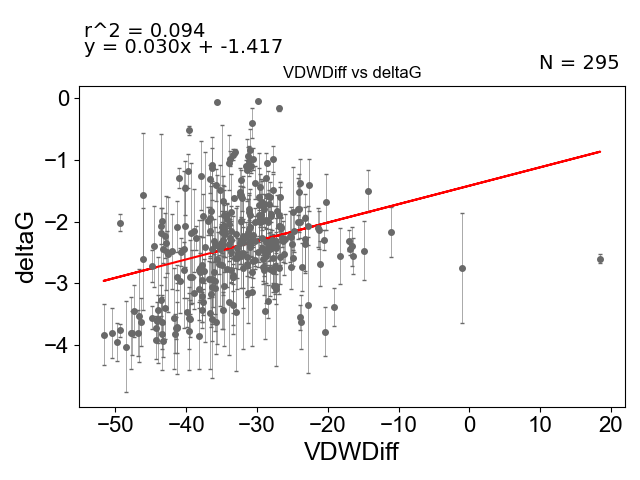 r^2 = 0.094
y = 0.030x + -1.417
N = 295
VDWDiff vs deltaG
0
−1
−2
−3
−4
deltaG
−50 −40 −30 −20 −10 0 10 20
VDWDiff